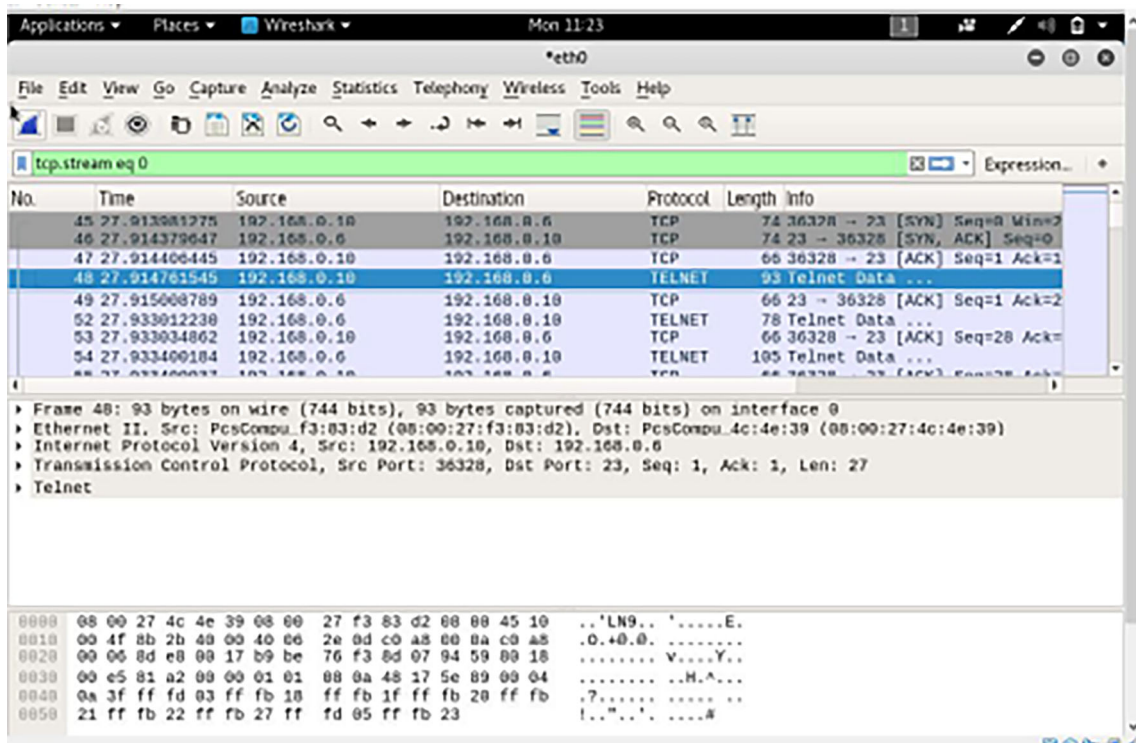 Applications Places Wireshark Mon 11:23 1
*eth0
File Edit View Go Capture Analyze Statistics Telephony Wireless Tools Help
tcp.stream eq 0 Expression... +
No. Time Source Destination Protocol Length Info
45 27.913981275 192.168.0.10 192.168.0.6 TCP 74 36328 → 23 [SYN] Seq=0 Win=2
46 27.914379647 192.168.0.6 192.168.0.10 TCP 74 23 → 36328 [SYN, ACK] Seq=0
47 27.914406445 192.168.0.10 192.168.0.6 TCP 66 36328 → 23 [ACK] Seq=1 Ack=1
48 27.914761545 192.168.0.10 192.168.0.6 TELNET 93 Telnet Data ...
49 27.915008789 192.168.0.6 192.168.0.10 TCP 66 23 → 36328 [ACK] Seq=1 Ack=2
52 27.933012230 192.168.0.6 192.168.0.10 TELNET 78 Telnet Data ...
53 27.933034862 192.168.0.10 192.168.0.6 TCP 66 36328 → 23 [ACK] Seq=28 Ack=
54 27.933400184 192.168.0.6 192.168.0.10 TELNET 105 Telnet Data ...
Frame 48: 93 bytes on wire (744 bits), 93 bytes captured (744 bits) on interface 0
Ethernet II, Src: PcsCompu_f3:83:d2 (08:00:27:f3:83:d2), Dst: PcsCompu_4c:4e:39 (08:00:27:4c:4e:39)
Internet Protocol Version 4, Src: 192.168.0.10, Dst: 192.168.0.6
Transmission Control Protocol, Src Port: 36328, Dst Port: 23, Seq: 1, Ack: 1, Len: 27
Telnet
0000 08 00 27 4c 4e 39 08 00 27 f3 83 d2 08 00 45 10 ..'LN9.. '.....E.
0010 00 4f 8b 2b 40 00 40 06 2e 0d c0 a8 00 0a c0 a8 .O.+@.@. ........
0020 00 06 8d e8 00 17 b9 be 76 f3 8d 07 94 59 80 18 ........ v....Y..
0030 00 e5 81 a2 00 00 01 01 08 0a 48 17 5e 89 00 04 ........ ..H.^...
0040 0a 3f ff fd 03 ff fb 18 ff fb 1f ff fb 20 ff fb .?...... ..... ..
0050 21 ff fb 22 ff fb 27 ff fd 05 ff fb 23 !.."..'. ....#